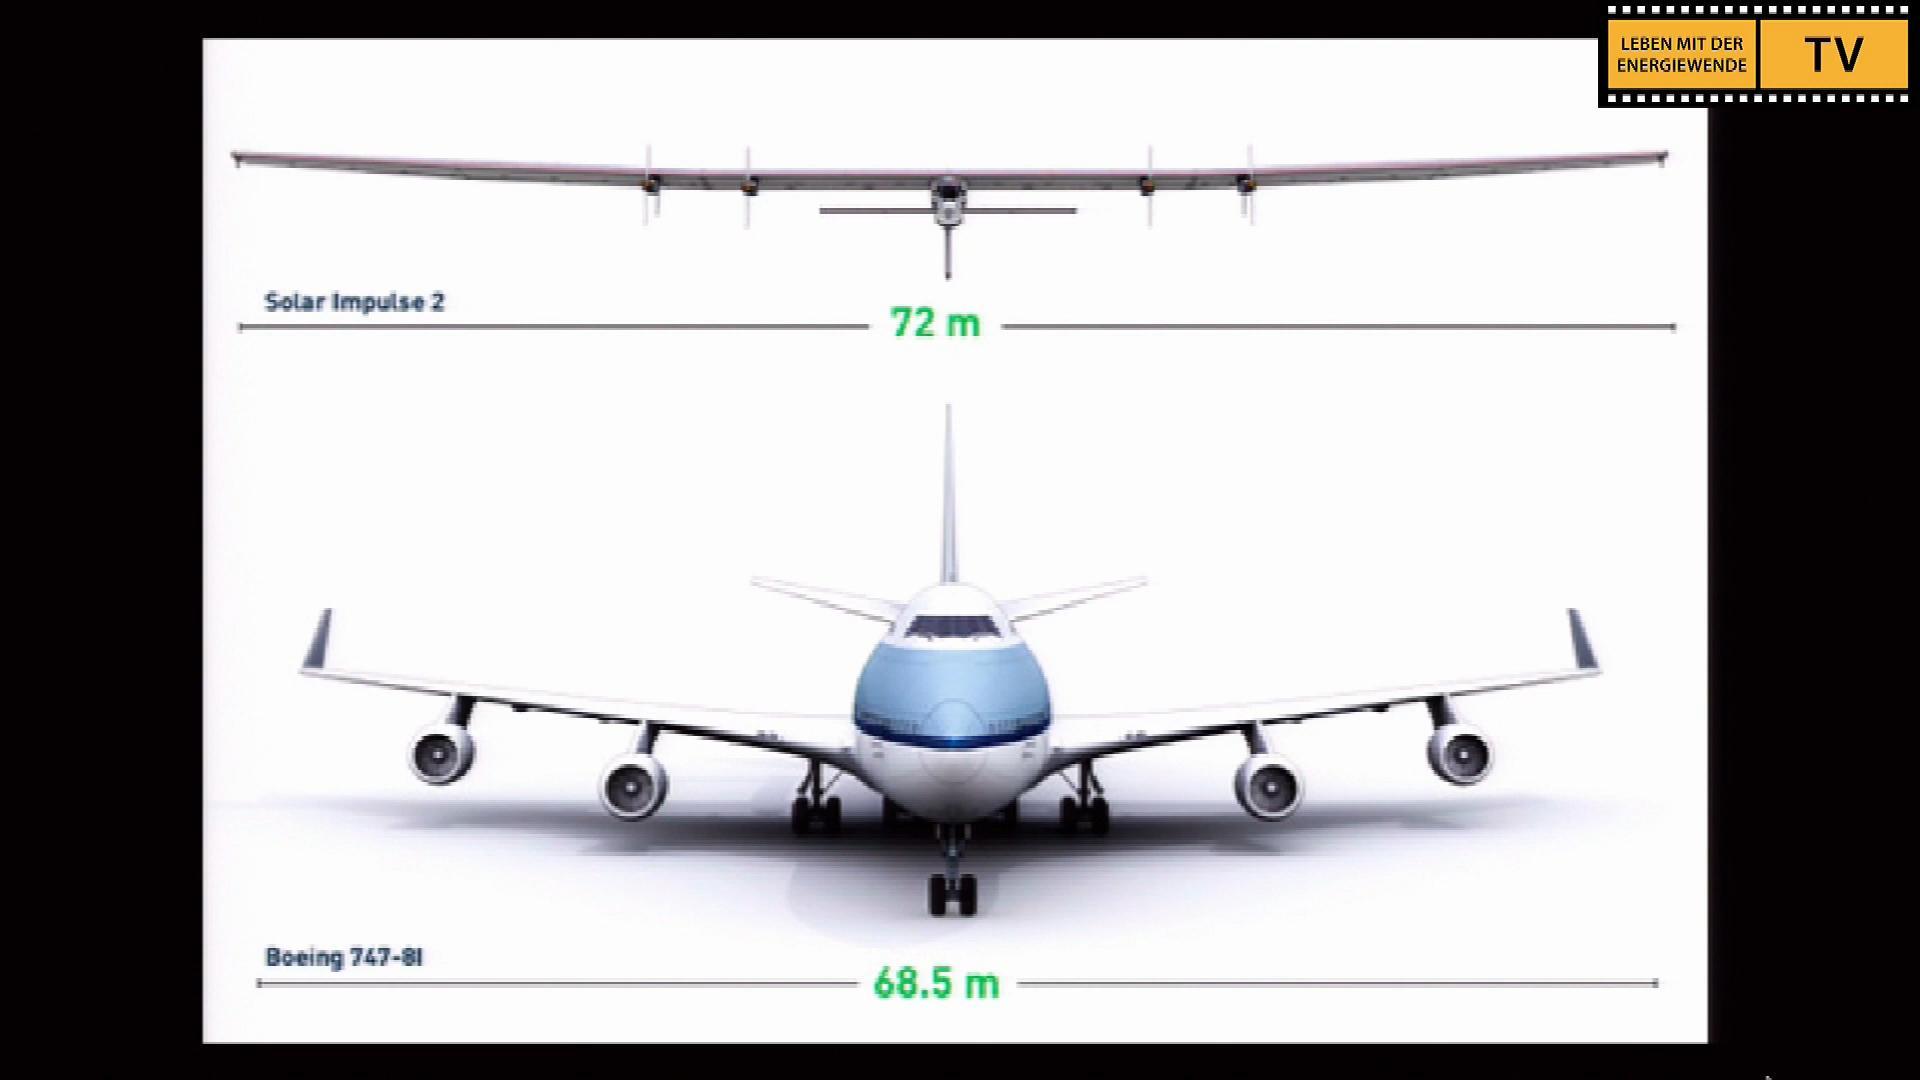 LEBEN MIT DER
ENERGIEWENDE
TV
Solar Impulse 2
72 m
Boeing 747-8I
68.5 m